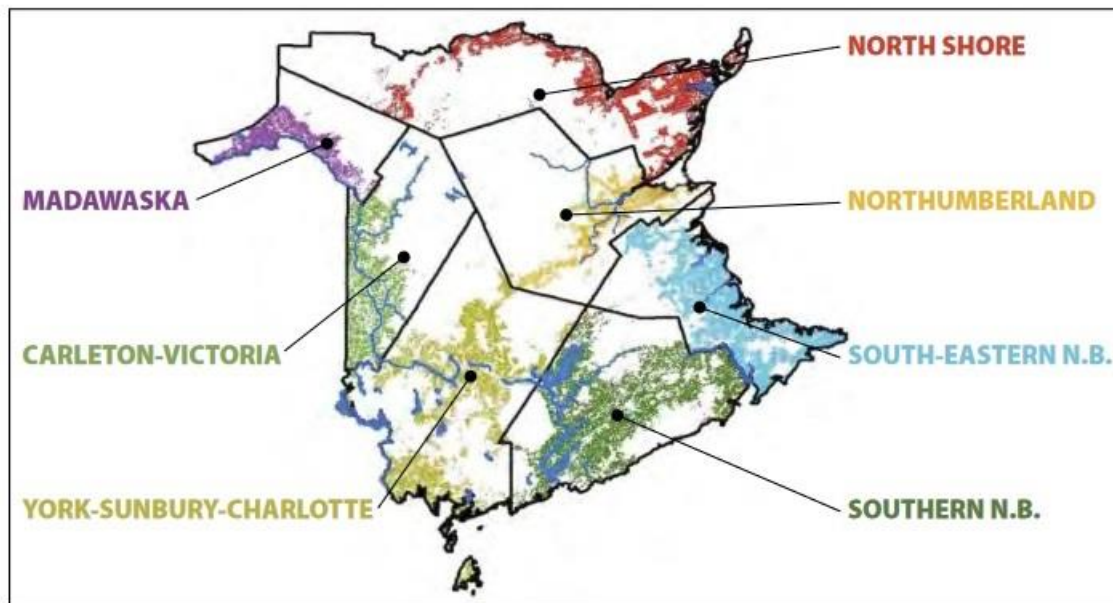 NORTH SHORE
MADAWASKA
NORTHUMBERLAND
CARLETON-VICTORIA
SOUTH-EASTERN N.B.
YORK-SUNBURY-CHARLOTTE
SOUTHERN N.B.